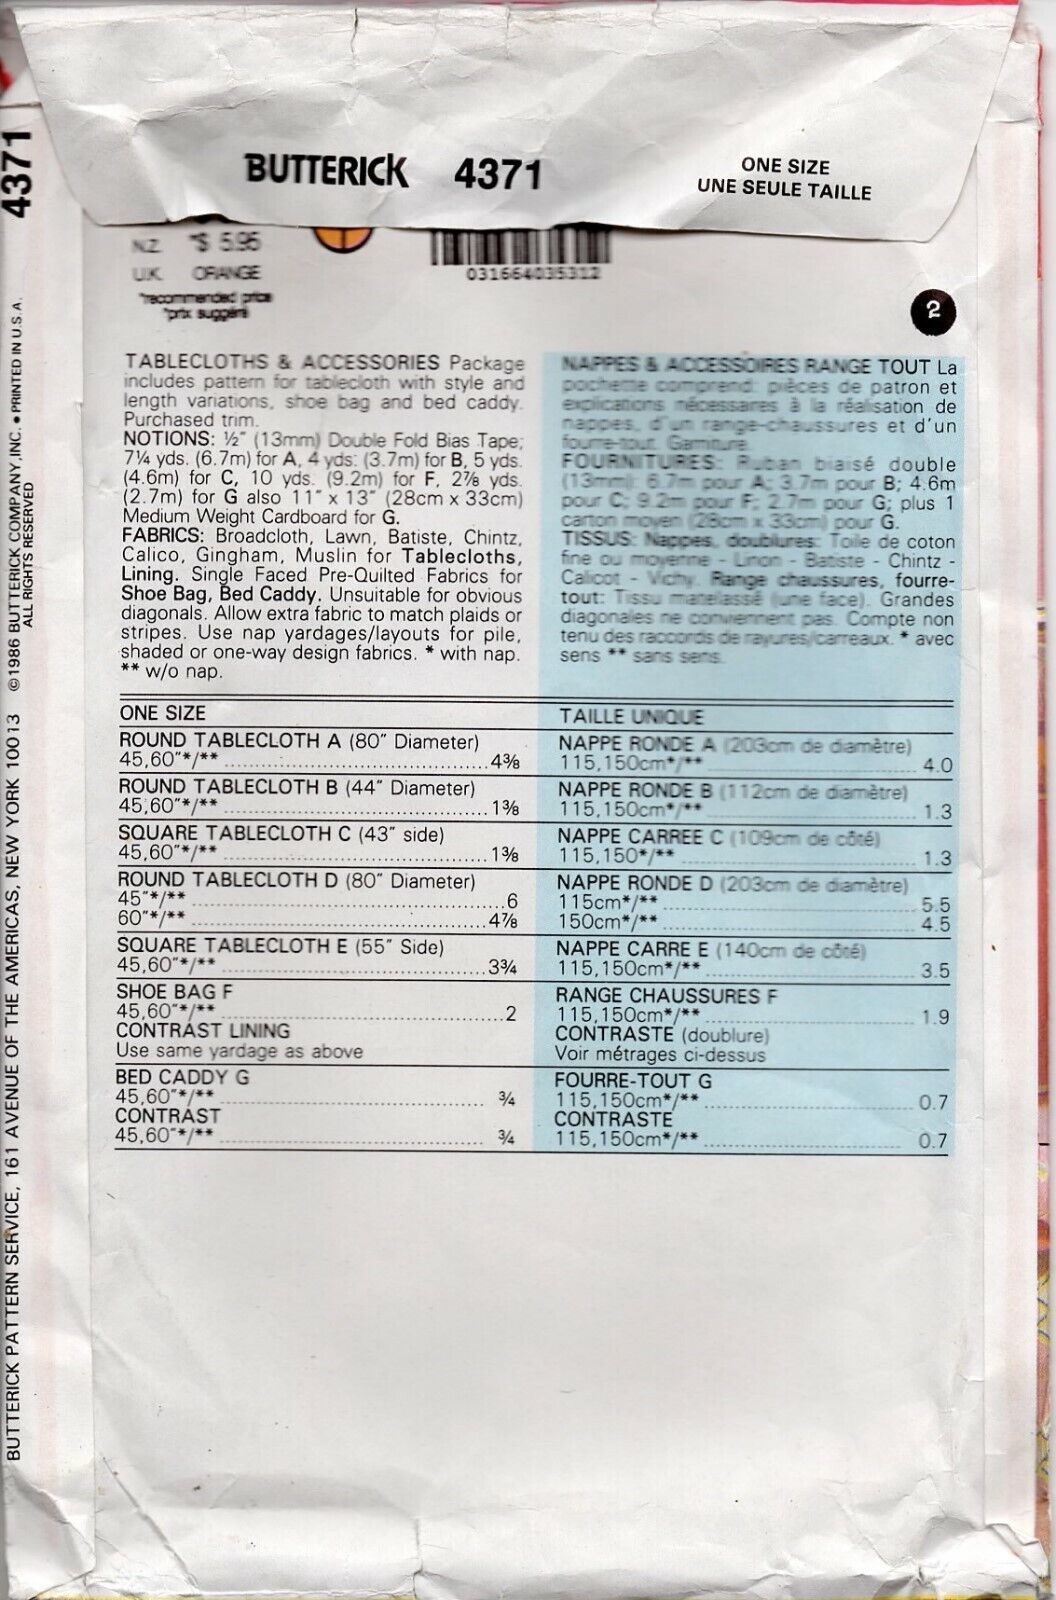 BUTTERICK 4371
ONE SIZE
UNE SEULE TAILLE
4371
N.Z. *$ 5.95
U.K. ORANGE
*recommended price
*prix suggéré
031664035312
2
TABLECLOTHS & ACCESSORIES Package
includes pattern for tablecloth with style and
length variations, shoe bag and bed caddy.
Purchased trim.
NOTIONS: ½" (13mm) Double Fold Bias Tape;
7¼ yds. (6.7m) for A, 4 yds. (3.7m) for B, 5 yds.
(4.6m) for C, 10 yds. (9.2m) for F, 2⅞ yds.
(2.7m) for G also 11" x 13" (28cm x 33cm)
Medium Weight Cardboard for G.
FABRICS: Broadcloth, Lawn, Batiste, Chintz,
Calico, Gingham, Muslin for Tablecloths,
Lining. Single Faced Pre-Quilted Fabrics for
Shoe Bag, Bed Caddy. Unsuitable for obvious
diagonals. Allow extra fabric to match plaids or
stripes. Use nap yardages/layouts for pile,
shaded or one-way design fabrics. * with nap.
** w/o nap.
NAPPES & ACCESSOIRES RANGE TOUT La
pochette comprend: pièces de patron et
explications nécessaires à la réalisation de
nappes, d'un range-chaussures et d'un
fourre-tout. Garniture.
FOURNITURES: Ruban biaisé double
(13mm): 6.7m pour A; 3.7m pour B; 4.6m
pour C; 9.2m pour F; 2.7m pour G; plus 1
carton moyen (28cm x 33cm) pour G.
TISSUS: Nappes, doublures: Toile de coton
fine ou moyenne - Linon - Batiste - Chintz -
Calicot - Vichy. Range chaussures, fourre-
tout: Tissu matelassé (une face). Grandes
diagonales ne conviennent pas. Compte non
tenu des raccords de rayures/carreaux. * avec
sens ** sans sens.
ONE SIZE
ROUND TABLECLOTH A (80" Diameter)
45,60"*/** 4⅜
ROUND TABLECLOTH B (44" Diameter)
45,60"*/** 1⅜
SQUARE TABLECLOTH C (43" side)
45,60"*/** 1⅜
ROUND TABLECLOTH D (80" Diameter)
45"*/** 6
60"*/** 4⅞
SQUARE TABLECLOTH E (55" Side)
45,60"*/** 3¾
SHOE BAG F
45,60"*/** 2
CONTRAST LINING
Use same yardage as above
BED CADDY G
45,60"*/** ¾
CONTRAST
45,60"*/** ¾
TAILLE UNIQUE
NAPPE RONDE A (203cm de diamètre)
115,150cm*/** 4.0
NAPPE RONDE B (112cm de diamètre)
115,150cm*/** 1.3
NAPPE CARREE C (109cm de côté)
115,150*/** 1.3
NAPPE RONDE D (203cm de diamètre)
115cm*/** 5.5
150cm*/** 4.5
NAPPE CARRE E (140cm de côté)
115,150cm*/** 3.5
RANGE CHAUSSURES F
115,150cm*/** 1.9
CONTRASTE (doublure)
Voir métrages ci-dessus
FOURRE-TOUT G
115,150cm*/** 0.7
CONTRASTE
115,150cm*/** 0.7
BUTTERICK PATTERN SERVICE, 161 AVENUE OF THE AMERICAS, NEW YORK 10013 ©1986 BUTTERICK COMPANY, INC. • PRINTED IN U.S.A.
ALL RIGHTS RESERVED